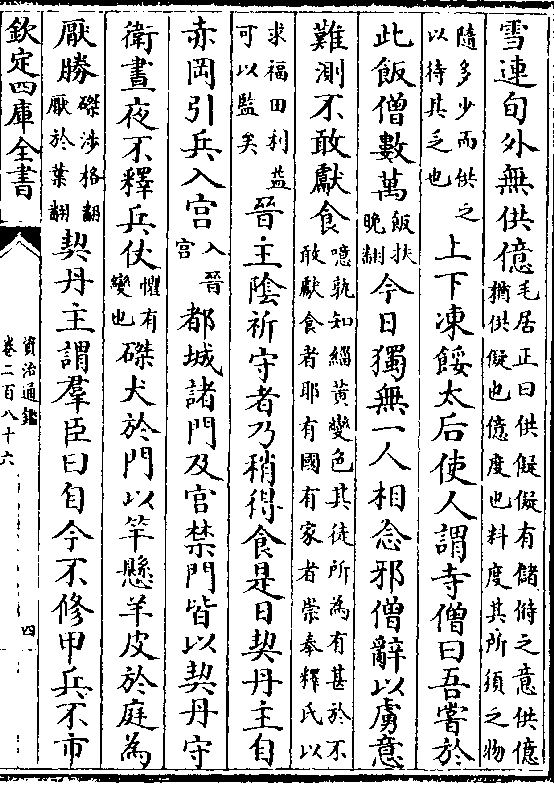 雪連旬外無供億毛居正曰供儗儗有儲偫之意供億猶供儗也億度也料度其所須之物
隨多少而供之以待其乏也上下凍餒太后使人謂寺僧曰吾嘗於
此飯僧數萬飯扶晚翻今日獨無一人相念邪僧辭以虜意
難測不敢獻食噫孰知緇黃變色其徒所為有甚於不敢獻食者耶有國有家者崇奉釋氏以
求福田利益可以監矣晉主陰祈守者乃稍得食是日契丹主自
赤岡引兵入宮入晉宮都城諸門及宮禁門皆以契丹守
衛晝夜不釋兵仗懼有變也磔犬於門以竿懸羊皮於庭為
厭勝磔涉格翻厭於葉翻契丹主謂羣臣曰自今不修甲兵不市
欽定四庫全書
資治通鑑
卷二百八十六
四